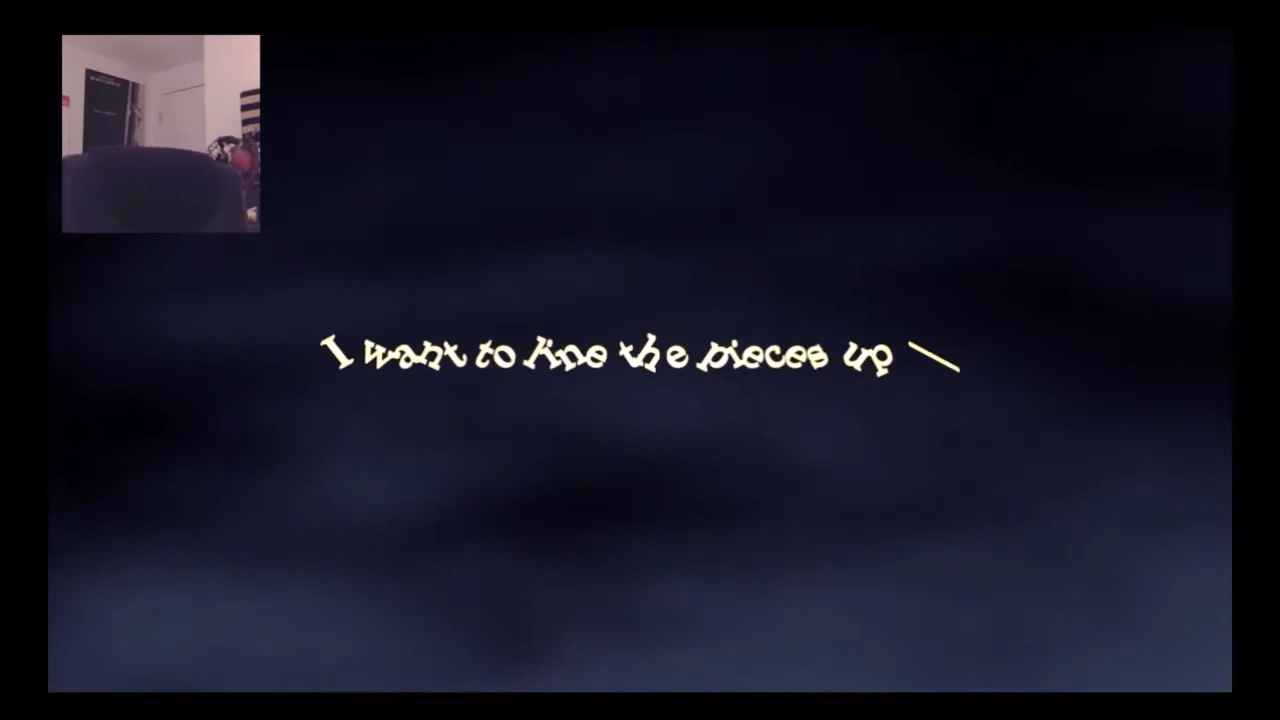 I want to line the pieces up —